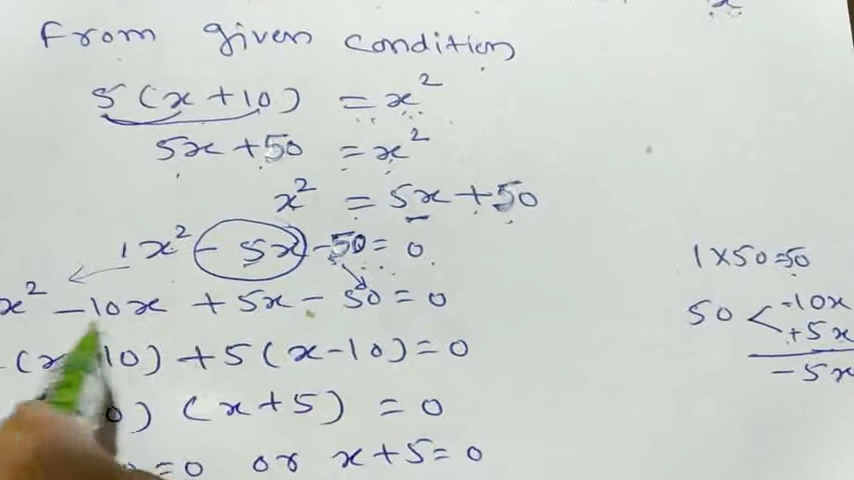 From given condition
5(x+10) = x²
5x+50 = x²
x² = 5x+50
1x² - 5x - 50 = 0
x² - 10x + 5x - 50 = 0
(x 10) + 5(x-10) = 0
0) (x+5) = 0
= 0 or x+5=0
1×50=50
50 < -10x
+5x
-5x